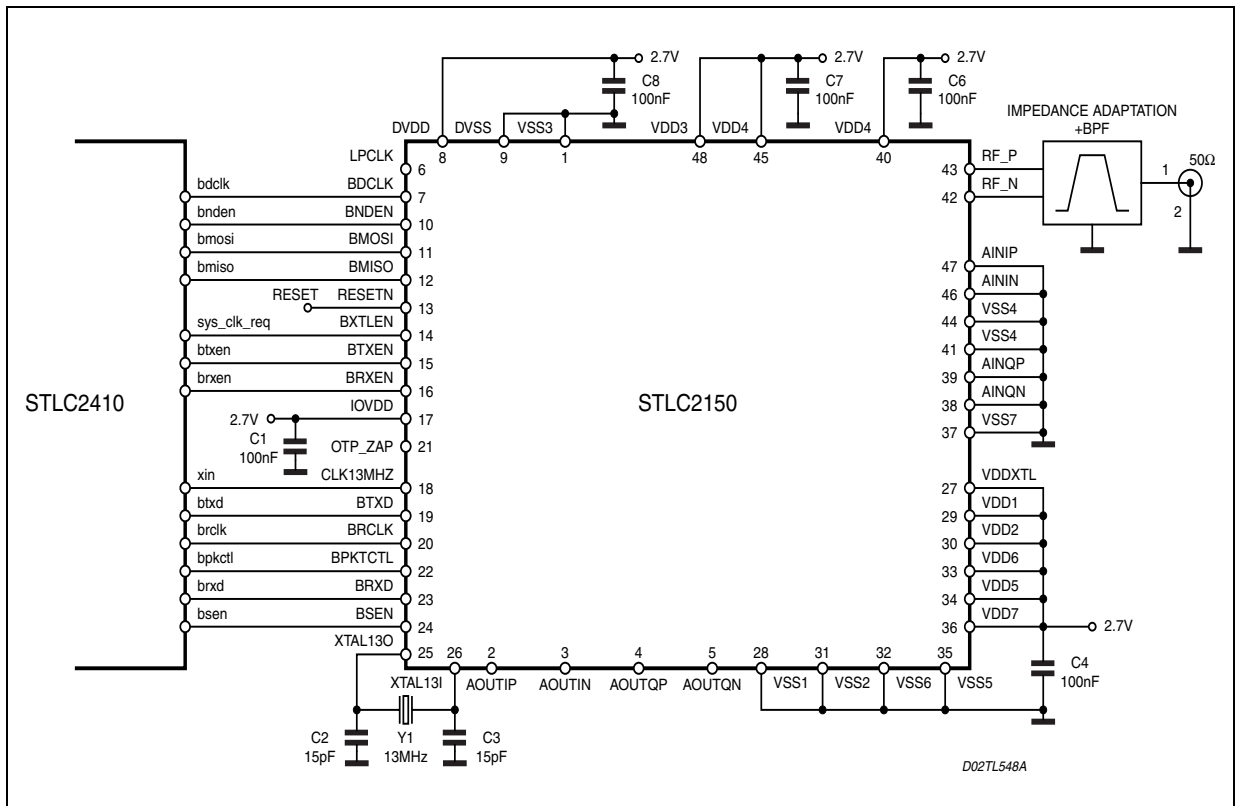 2.7V 2.7V 2.7V
C8 C7 C6
100nF 100nF 100nF
IMPEDANCE ADAPTATION
+BPF
DVDD DVSS VSS3 VDD3 VDD4 VDD4
8 9 1 48 45 40
LPCLK 6
bdclk BDCLK 7
bnden BNDEN 10
bmosi BMOSI 11
bmiso BMISO 12
RESET RESETN 13
sys_clk_req BXTLEN 14
btxen BTXEN 15
brxen BRXEN 16
2.7V IOVDD 17
C1
100nF
OTP_ZAP 21
xin CLK13MHZ 18
btxd BTXD 19
brclk BRCLK 20
bpkctl BPKTCTL 22
brxd BRXD 23
bsen BSEN 24
XTAL13O 25
STLC2410
STLC2150
43 RF_P
42 RF_N
1 50Ω
2
47 AINIP
46 AININ
44 VSS4
41 VSS4
39 AINQP
38 AINQN
37 VSS7
27 VDDXTL
29 VDD1
30 VDD2
33 VDD6
34 VDD5
36 VDD7
2.7V
C4
100nF
26 2 3 4 5 28 31 32 35
XTAL13I AOUTIP AOUTIN AOUTQP AOUTQN VSS1 VSS2 VSS6 VSS5
C2 Y1 C3
15pF 13MHz 15pF
D02TL548A